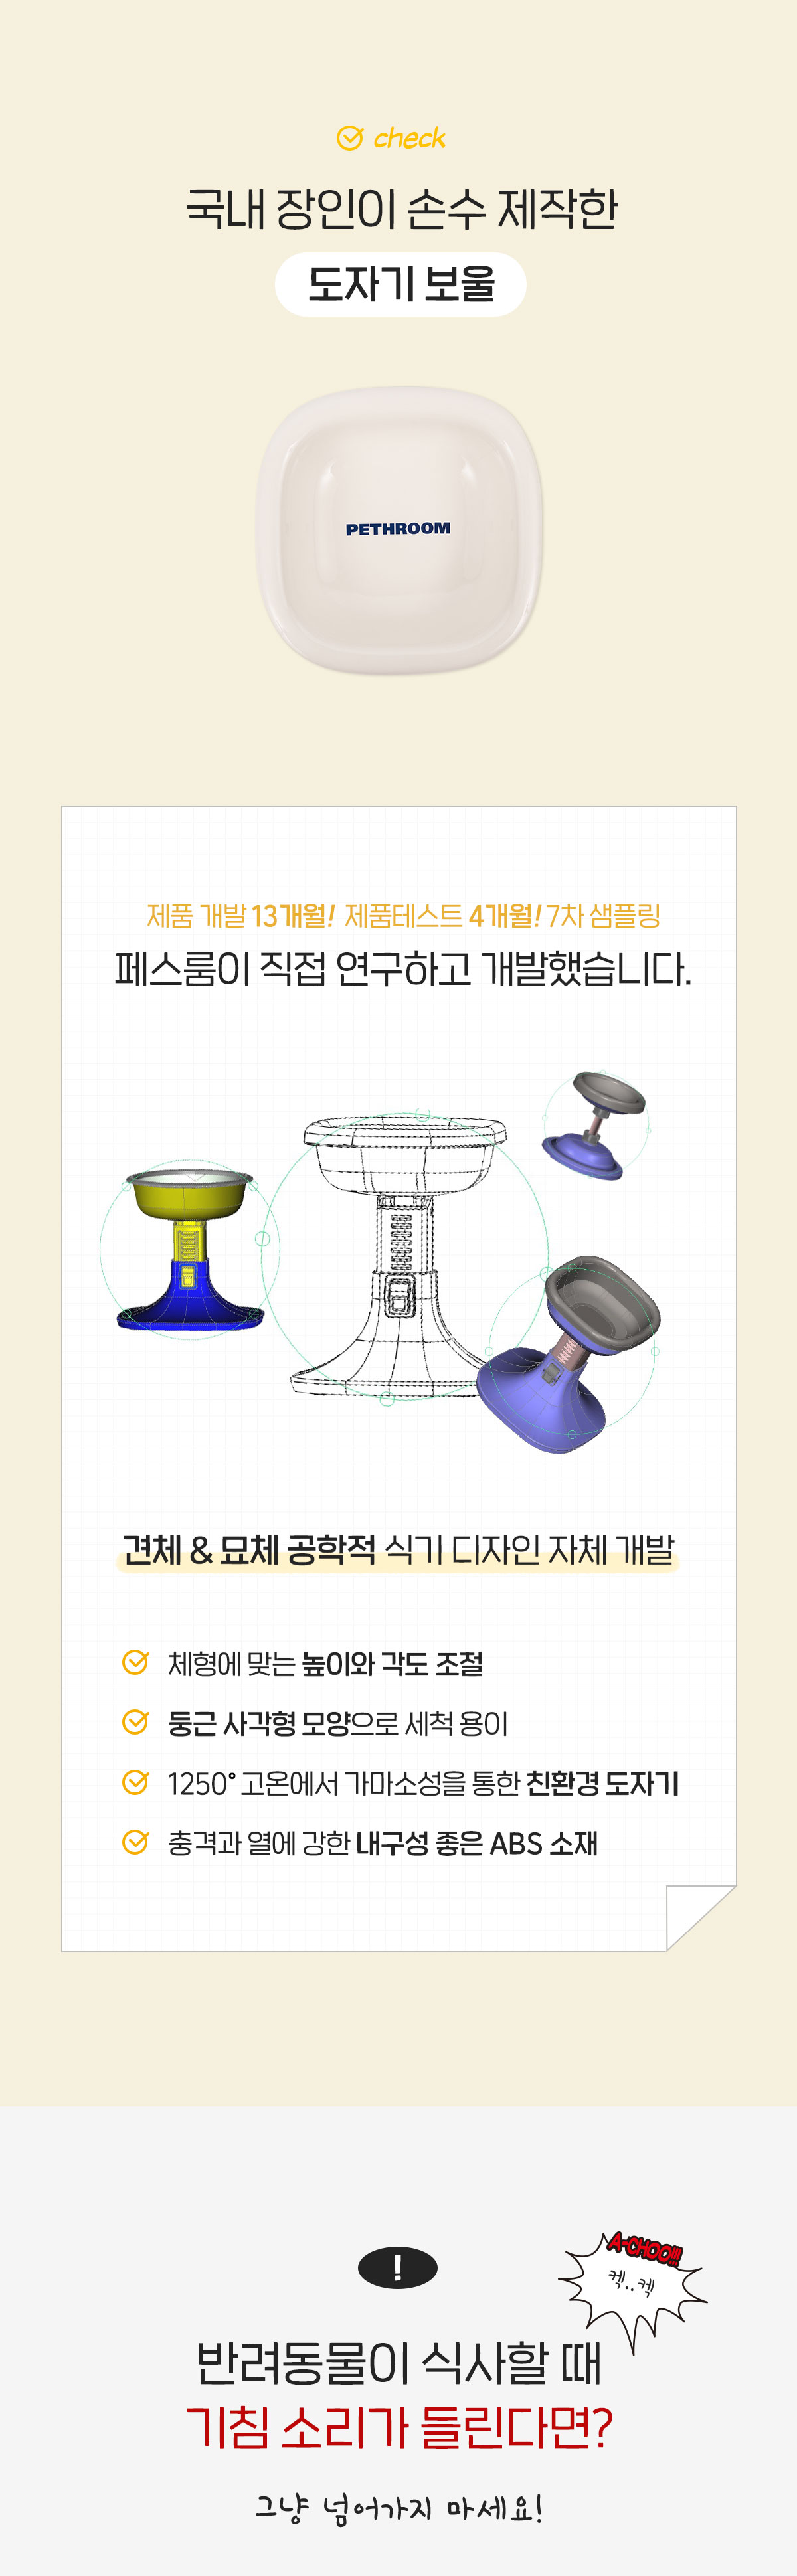 check
국내 장인이 손수 제작한
도자기 보울
PETHROOM
제품 개발 13개월! 제품테스트 4개월! 7차 샘플링
페스룸이 직접 연구하고 개발했습니다.
견체 & 묘체 공학적 식기 디자인 자체 개발
체형에 맞는 높이와 각도 조절
둥근 사각형 모양으로 세척 용이
1250° 고온에서 가마소성을 통한 친환경 도자기
충격과 열에 강한 내구성 좋은 ABS 소재
!
A-CHOO!!!
켁..켁
반려동물이 식사할 때
기침 소리가 들린다면?
그냥 넘어가지 마세요!